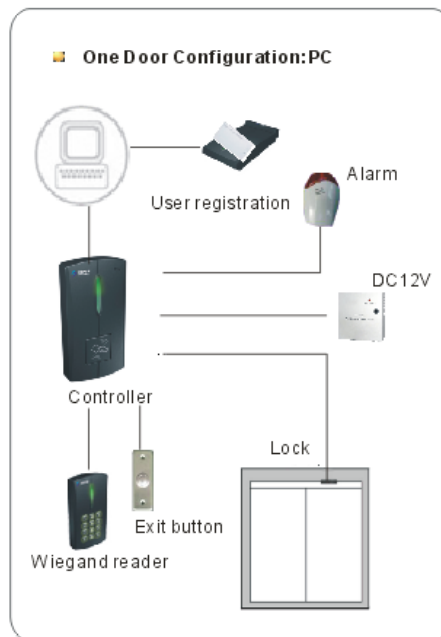 One Door Configuration:PC
User registration
Alarm
DC12V
Controller
Lock
Exit button
Wiegand reader